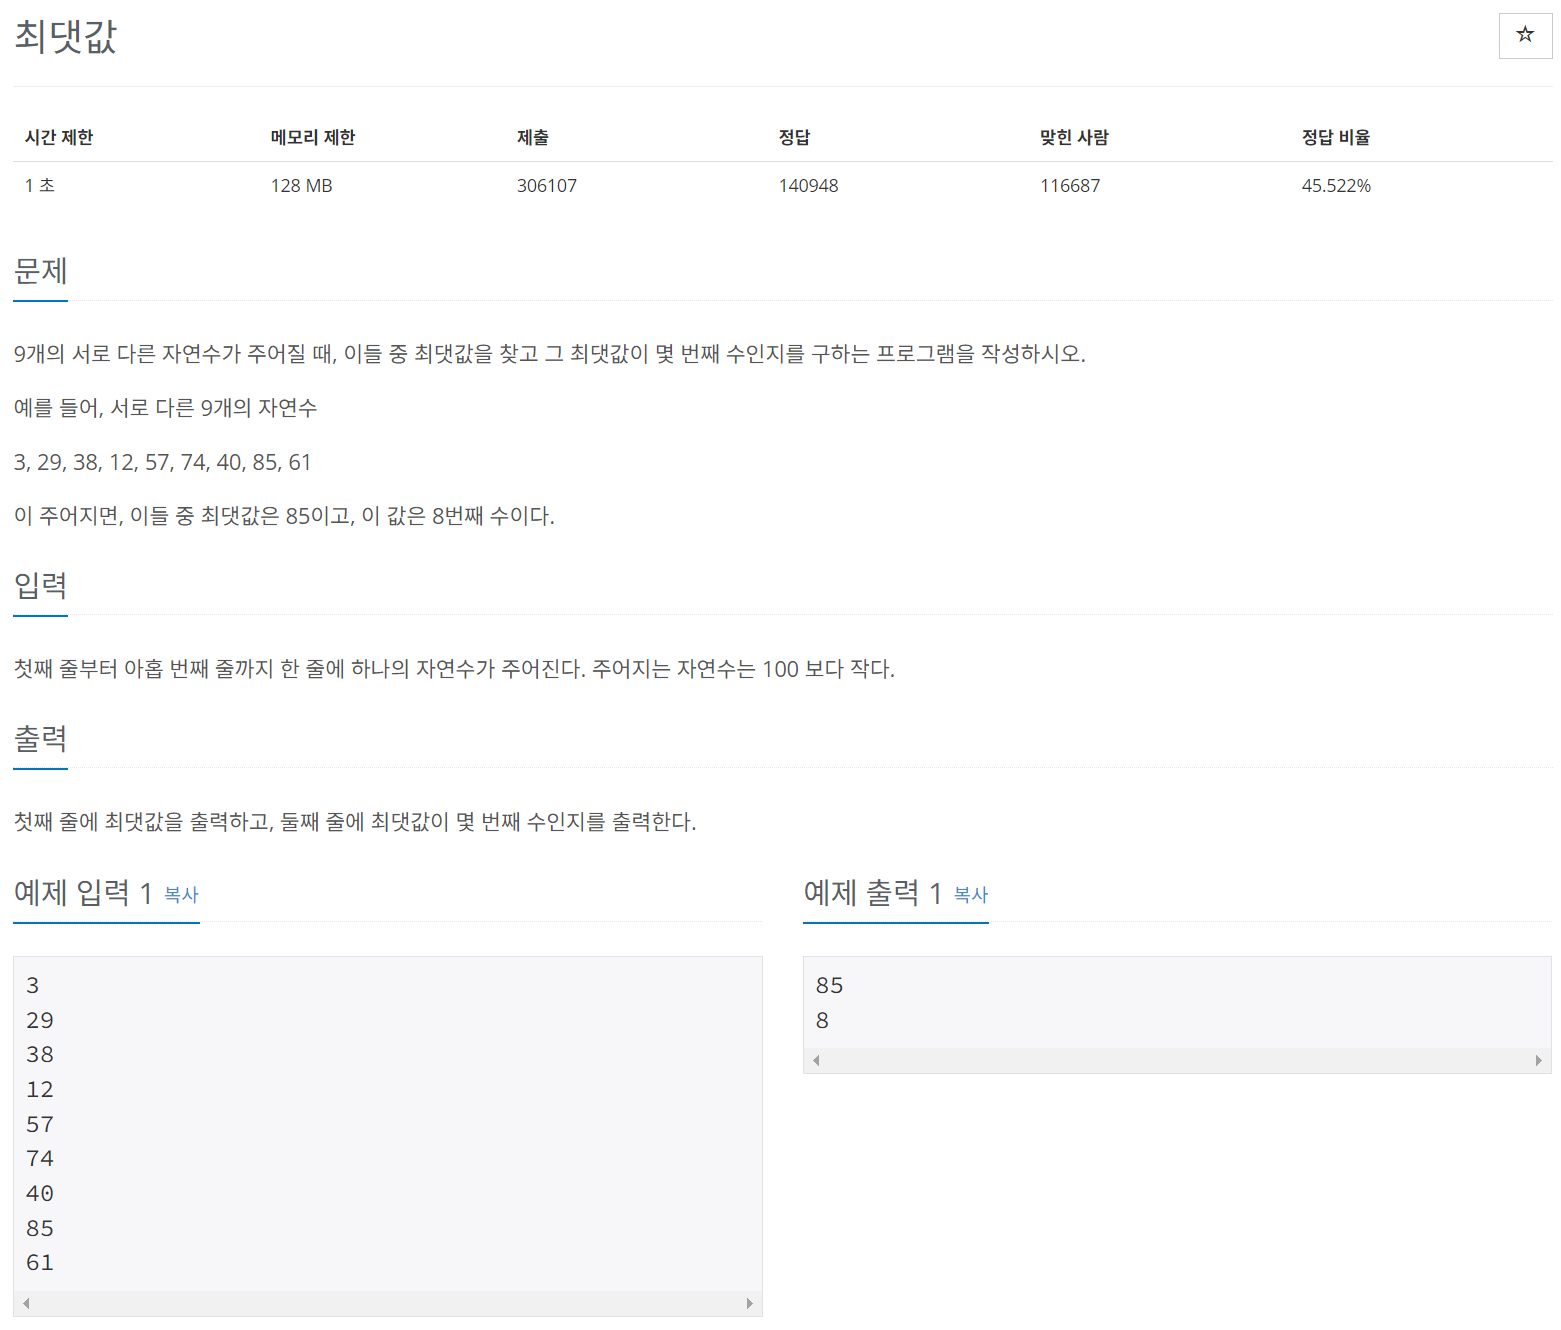 최댓값
☆
시간 제한 메모리 제한 제출 정답 맞힌 사람 정답 비율
1 초 128 MB 306107 140948 116687 45.522%
문제
9개의 서로 다른 자연수가 주어질 때, 이들 중 최댓값을 찾고 그 최댓값이 몇 번째 수인지를 구하는 프로그램을 작성하시오.
예를 들어, 서로 다른 9개의 자연수
3, 29, 38, 12, 57, 74, 40, 85, 61
이 주어지면, 이들 중 최댓값은 85이고, 이 값은 8번째 수이다.
입력
첫째 줄부터 아홉 번째 줄까지 한 줄에 하나의 자연수가 주어진다. 주어지는 자연수는 100 보다 작다.
출력
첫째 줄에 최댓값을 출력하고, 둘째 줄에 최댓값이 몇 번째 수인지를 출력한다.
예제 입력 1 복사
3
29
38
12
57
74
40
85
61
예제 출력 1 복사
85
8